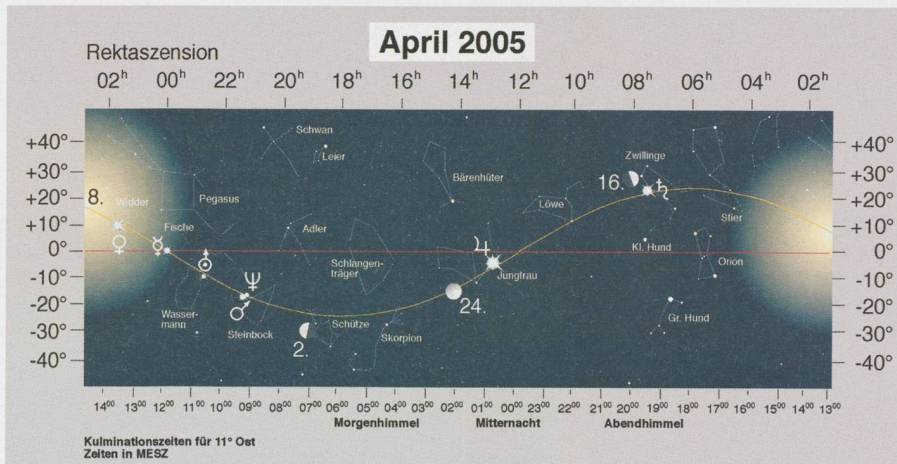 April 2005
Rektaszension
02h 00h 22h 20h 18h 16h 14h 12h 10h 08h 06h 04h 02h
+40° +40°
+30° +30°
+20° +20°
+10° +10°
0° 0°
-10° -10°
-20° -20°
-30° -30°
-40° -40°
Schwan
Leier
Zwillinge
Bärenhüter
16.
8.
Widder
Pegasus
Löwe
Stier
Fische
Adler
Kl. Hund
Schlangen-
träger
Orion
Jungfrau
24.
Wasser-
mann
Steinbock
Schütze
Gr. Hund
2.
Skorpion
1400 1300 1200 1100 1000 0900 0800 0700 0600 0500 0400 0300 0200 0100 0000 2300 2200 2100 2000 1900 1800 1700 1600 1500 1400 1300
Morgenhimmel Mitternacht Abendhimmel
Kulminationszeiten für 11° Ost
Zeiten in MESZ